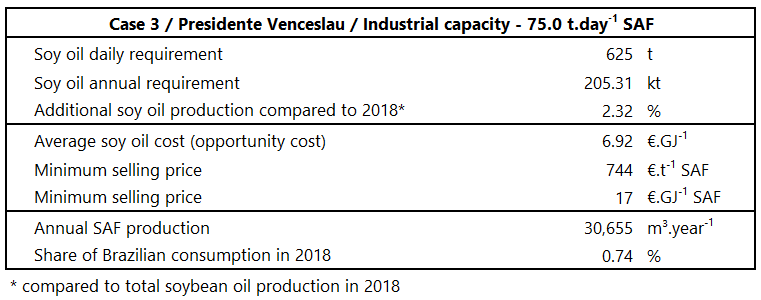 Case 3 / Presidente Venceslau / Industrial capacity - 75.0 t.day-1 SAF
Soy oil daily requirement 625 t
Soy oil annual requirement 205.31 kt
Additional soy oil production compared to 2018* 2.32 %
Average soy oil cost (opportunity cost) 6.92 €.GJ-1
Minimum selling price 744 €.t-1 SAF
Minimum selling price 17 €.GJ-1 SAF
Annual SAF production 30,655 m3.year-1
Share of Brazilian consumption in 2018 0.74 %
* compared to total soybean oil production in 2018